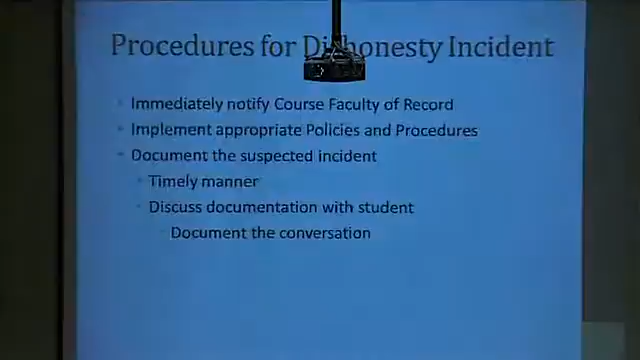 Procedures for Dishonesty Incident
Immediately notify Course Faculty of Record
Implement appropriate Policies and Procedures
Document the suspected incident
Timely manner
Discuss documentation with student
Document the conversation